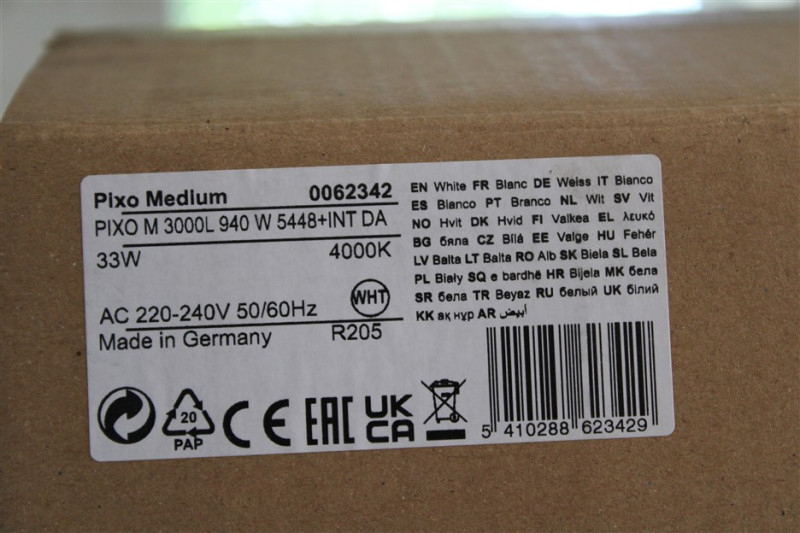 Pixo Medium 0062342
PIXO M 3000L 940 W 5448+INT DA
33W 4000K
WHT
AC 220-240V 50/60Hz
Made in Germany R205
EN White FR Blanc DE Weiss IT Bianco
ES Blanco PT Branco NL Wit SV Vit
NO Hvit DK Hvid FI Valkea EL λευκό
BG бяла CZ Bílá EE Valge HU Fehér
LV Balta LT Balta RO Alb SK Biela SL Bela
PL Biały SQ e bardhë HR Bijela MK бела
SR бела TR Beyaz RU белый UK білий
KK ақ нұр AR أبيض
20
PAP
CE
EAC
UK
CA
5 410288 623429